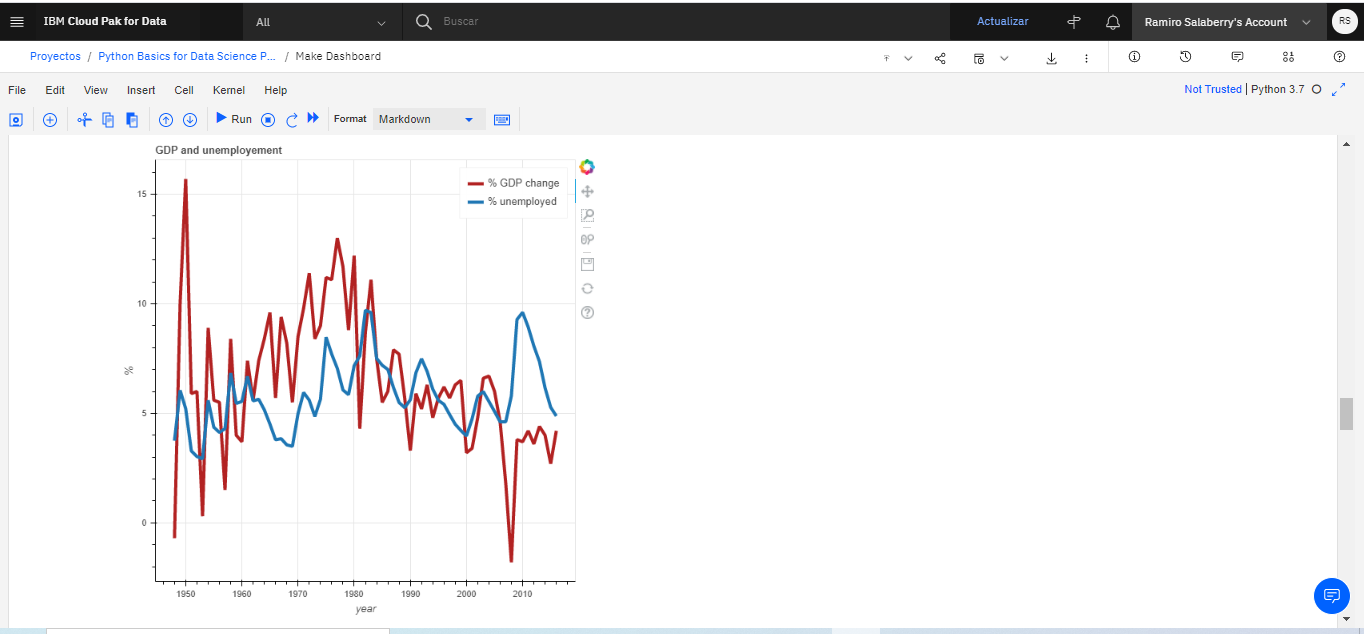 IBM Cloud Pak for Data All Buscar Actualizar Ramiro Salaberry's Account RS
Proyectos / Python Basics for Data Science P... / Make Dashboard
File Edit View Insert Cell Kernel Help Not Trusted | Python 3.7
Run Format Markdown
GDP and unemployement
% GDP change
% unemployed
15
10
%
5
0
1950 1960 1970 1980 1990 2000 2010
year